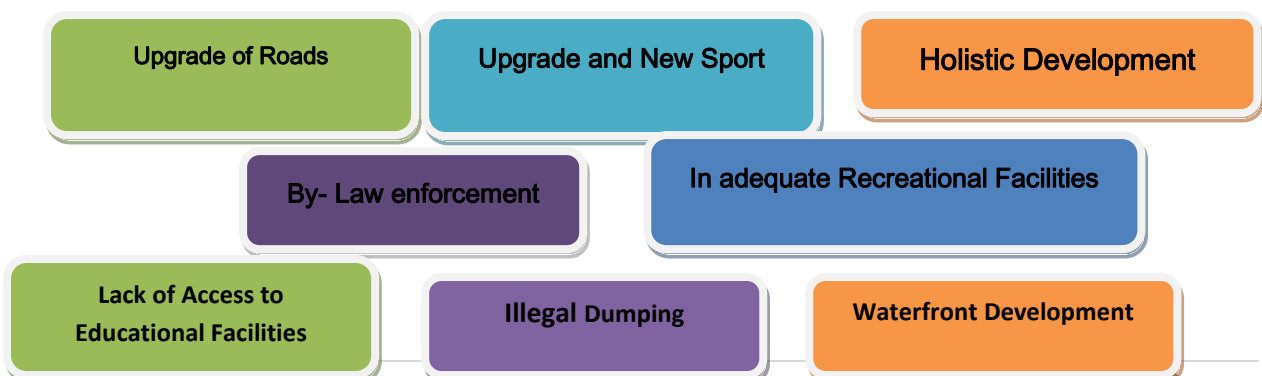 Upgrade of Roads
Upgrade and New Sport
Holistic Development
By- Law enforcement
In adequate Recreational Facilities
Lack of Access to
Educational Facilities
Illegal Dumping
Waterfront Development